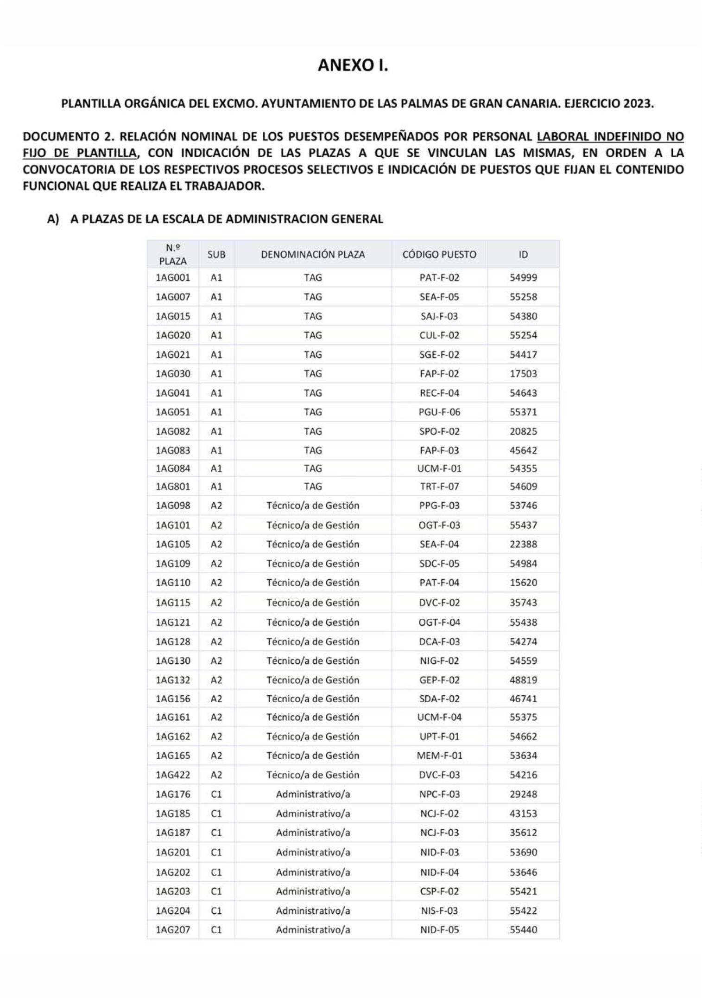 ANEXO I.
PLANTILLA ORGÁNICA DEL EXCMO. AYUNTAMIENTO DE LAS PALMAS DE GRAN CANARIA. EJERCICIO 2023.
DOCUMENTO 2. RELACIÓN NOMINAL DE LOS PUESTOS DESEMPEÑADOS POR PERSONAL LABORAL INDEFINIDO NO
FIJO DE PLANTILLA, CON INDICACIÓN DE LAS PLAZAS A QUE SE VINCULAN LAS MISMAS, EN ORDEN A LA
CONVOCATORIA DE LOS RESPECTIVOS PROCESOS SELECTIVOS E INDICACIÓN DE PUESTOS QUE FIJAN EL CONTENIDO
FUNCIONAL QUE REALIZA EL TRABAJADOR.
A) A PLAZAS DE LA ESCALA DE ADMINISTRACION GENERAL
N.º PLAZA SUB DENOMINACIÓN PLAZA CÓDIGO PUESTO ID
1AG001 A1 TAG PAT-F-02 54999
1AG007 A1 TAG SEA-F-05 55258
1AG015 A1 TAG SAJ-F-03 54380
1AG020 A1 TAG CUL-F-02 55254
1AG021 A1 TAG SGE-F-02 54417
1AG030 A1 TAG FAP-F-02 17503
1AG041 A1 TAG REC-F-04 54643
1AG051 A1 TAG PGU-F-06 55371
1AG082 A1 TAG SPO-F-02 20825
1AG083 A1 TAG FAP-F-03 45642
1AG084 A1 TAG UCM-F-01 54355
1AG801 A1 TAG TRT-F-07 54609
1AG098 A2 Técnico/a de Gestión PPG-F-03 53746
1AG101 A2 Técnico/a de Gestión OGT-F-03 55437
1AG105 A2 Técnico/a de Gestión SEA-F-04 22388
1AG109 A2 Técnico/a de Gestión SDC-F-05 54984
1AG110 A2 Técnico/a de Gestión PAT-F-04 15620
1AG115 A2 Técnico/a de Gestión DVC-F-02 35743
1AG121 A2 Técnico/a de Gestión OGT-F-04 55438
1AG128 A2 Técnico/a de Gestión DCA-F-03 54274
1AG130 A2 Técnico/a de Gestión NIG-F-02 54559
1AG132 A2 Técnico/a de Gestión GEP-F-02 48819
1AG156 A2 Técnico/a de Gestión SDA-F-02 46741
1AG161 A2 Técnico/a de Gestión UCM-F-04 55375
1AG162 A2 Técnico/a de Gestión UPT-F-01 54662
1AG165 A2 Técnico/a de Gestión MEM-F-01 53634
1AG422 A2 Técnico/a de Gestión DVC-F-03 54216
1AG176 C1 Administrativo/a NPC-F-03 29248
1AG185 C1 Administrativo/a NCJ-F-02 43153
1AG187 C1 Administrativo/a NCJ-F-03 35612
1AG201 C1 Administrativo/a NID-F-03 53690
1AG202 C1 Administrativo/a NID-F-04 53646
1AG203 C1 Administrativo/a CSP-F-02 55421
1AG204 C1 Administrativo/a NIS-F-03 55422
1AG207 C1 Administrativo/a NID-F-05 55440